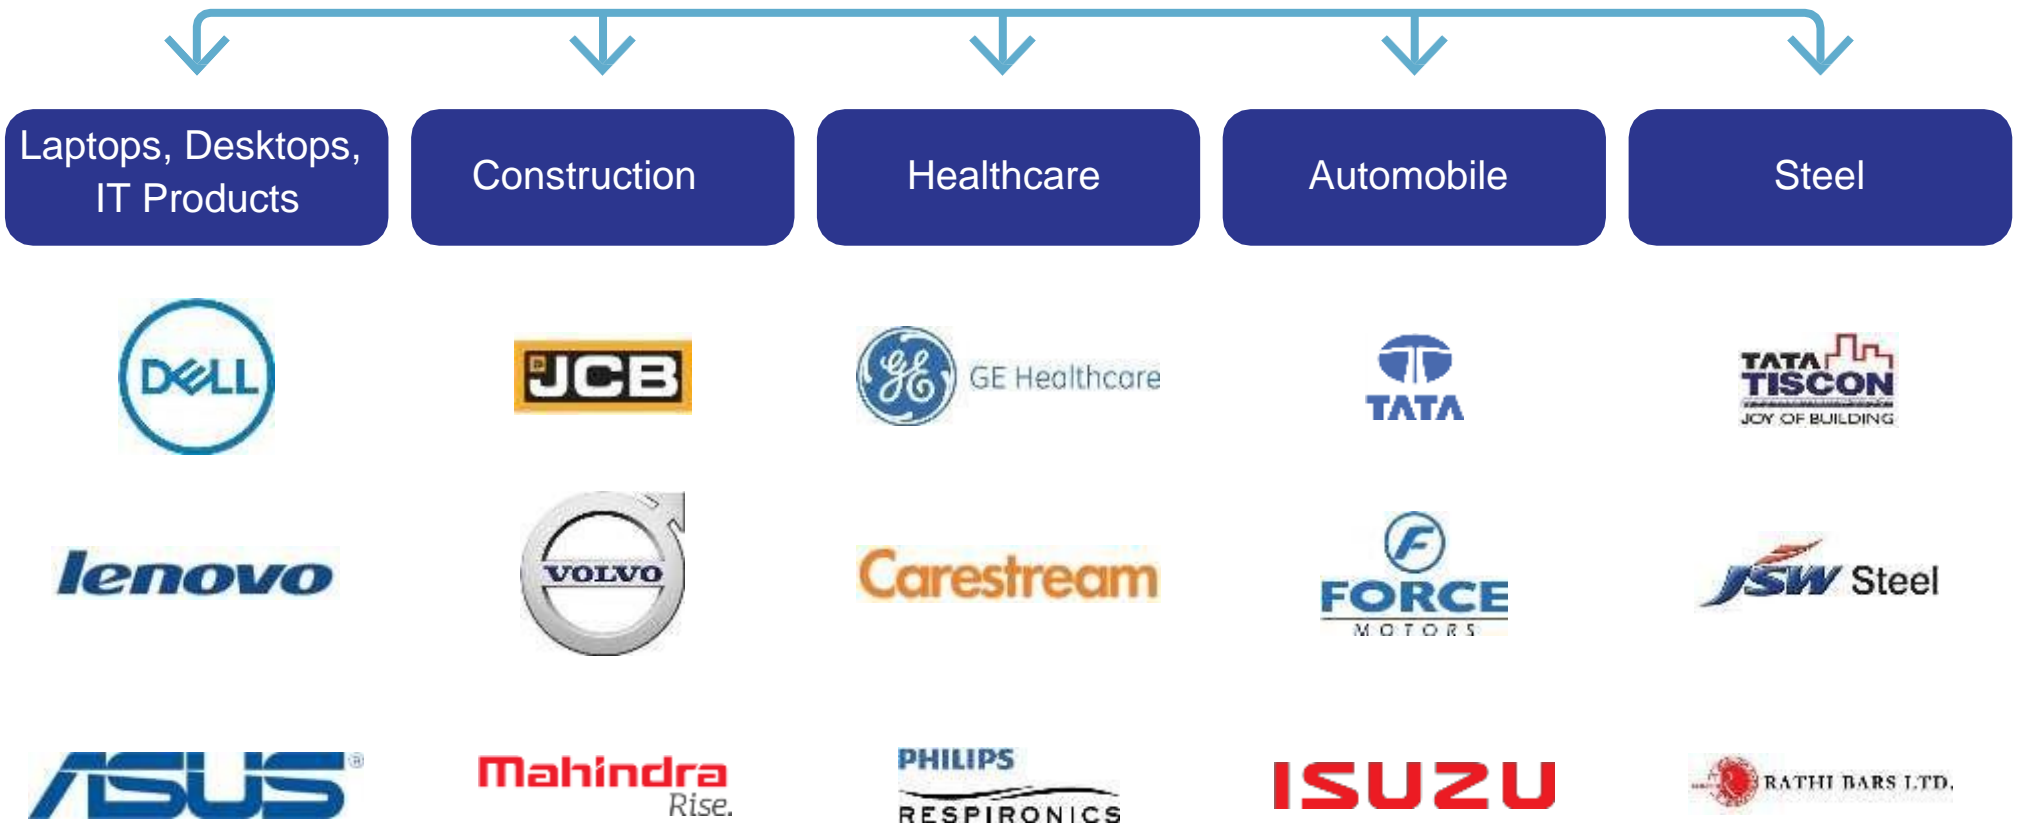 Laptops, Desktops,
IT Products
Construction
Healthcare
Automobile
Steel
DELL
JCB
GE GE Healthcare
TATA
TATA
TISCON
JOY OF BUILDING
lenovo
VOLVO
Carestream
F
FORCE
MOTORS
JSW Steel
ASUS®
Mahindra
Rise.
PHILIPS
RESPIRONICS
ISUZU
RATHI BARS LTD.